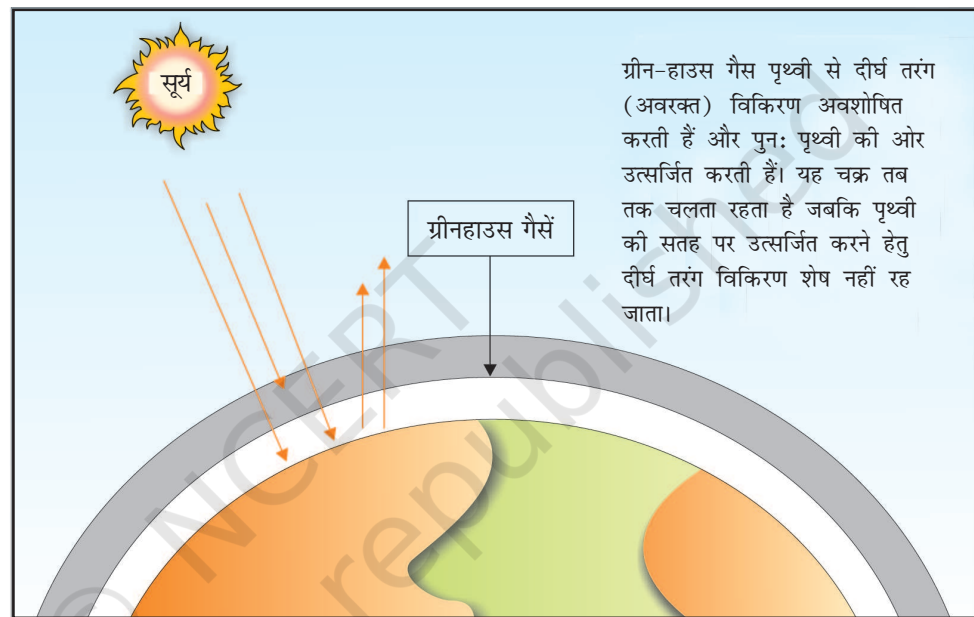 सूर्य
ग्रीन-हाउस गैस पृथ्वी से दीर्घ तरंग
(अवरक्त) विकिरण अवशोषित
करती हैं और पुन: पृथ्वी की ओर
उत्सर्जित करती हैं। यह चक्र तब
तक चलता रहता है जबकि पृथ्वी
की सतह पर उत्सर्जित करने हेतु
दीर्घ तरंग विकिरण शेष नहीं रह
जाता।
ग्रीनहाउस गैसें
© NCERT
republished